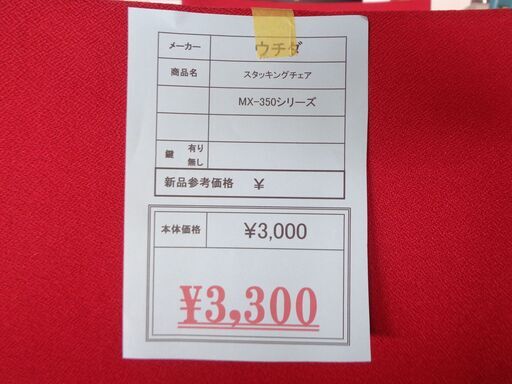 メーカー ウチダ
商品名 スタッキングチェア
MX-350シリーズ
鍵 有り
無し
新品参考価格 ¥
本体価格 ¥3,000
¥3,300